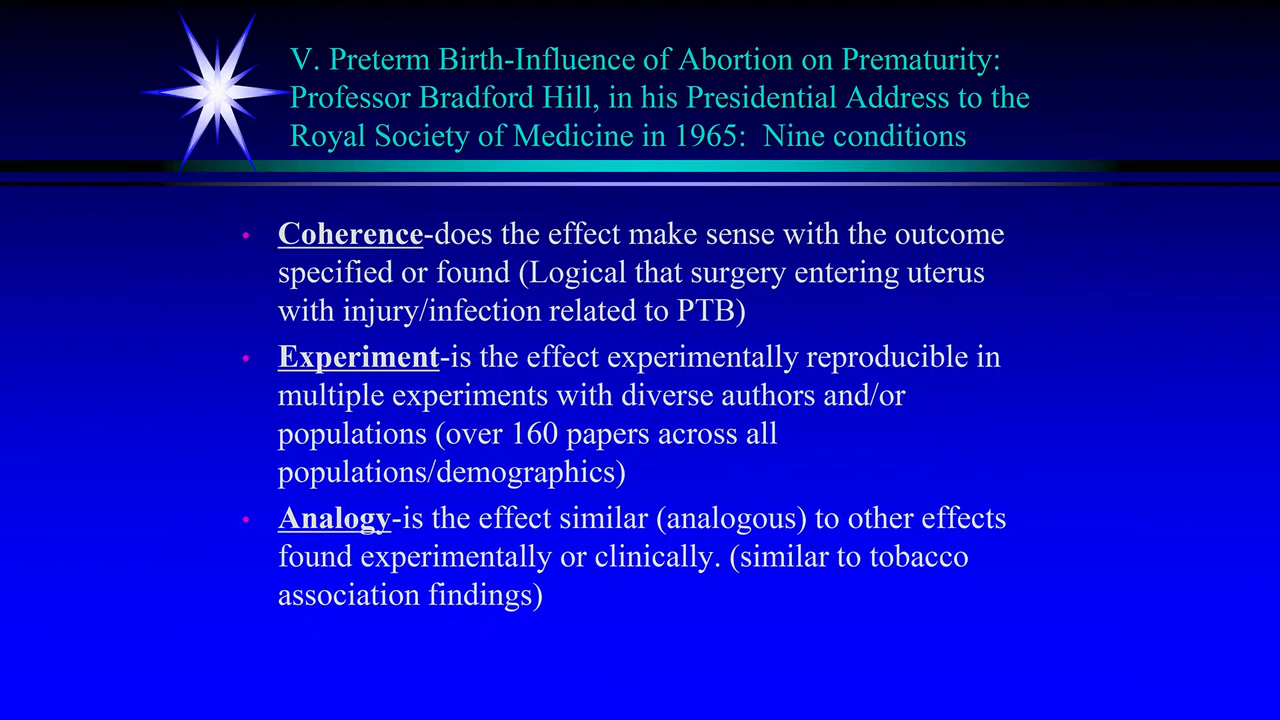 V. Preterm Birth-Influence of Abortion on Prematurity:
Professor Bradford Hill, in his Presidential Address to the
Royal Society of Medicine in 1965:  Nine conditions
• Coherence-does the effect make sense with the outcome
specified or found (Logical that surgery entering uterus
with injury/infection related to PTB)
• Experiment-is the effect experimentally reproducible in
multiple experiments with diverse authors and/or
populations (over 160 papers across all
populations/demographics)
• Analogy-is the effect similar (analogous) to other effects
found experimentally or clinically. (similar to tobacco
association findings)